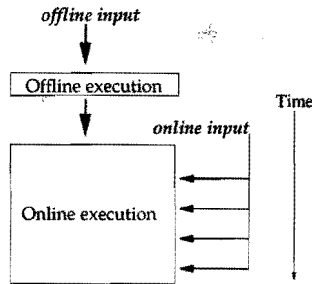 offline input
Offline execution
Time
online input
Online execution